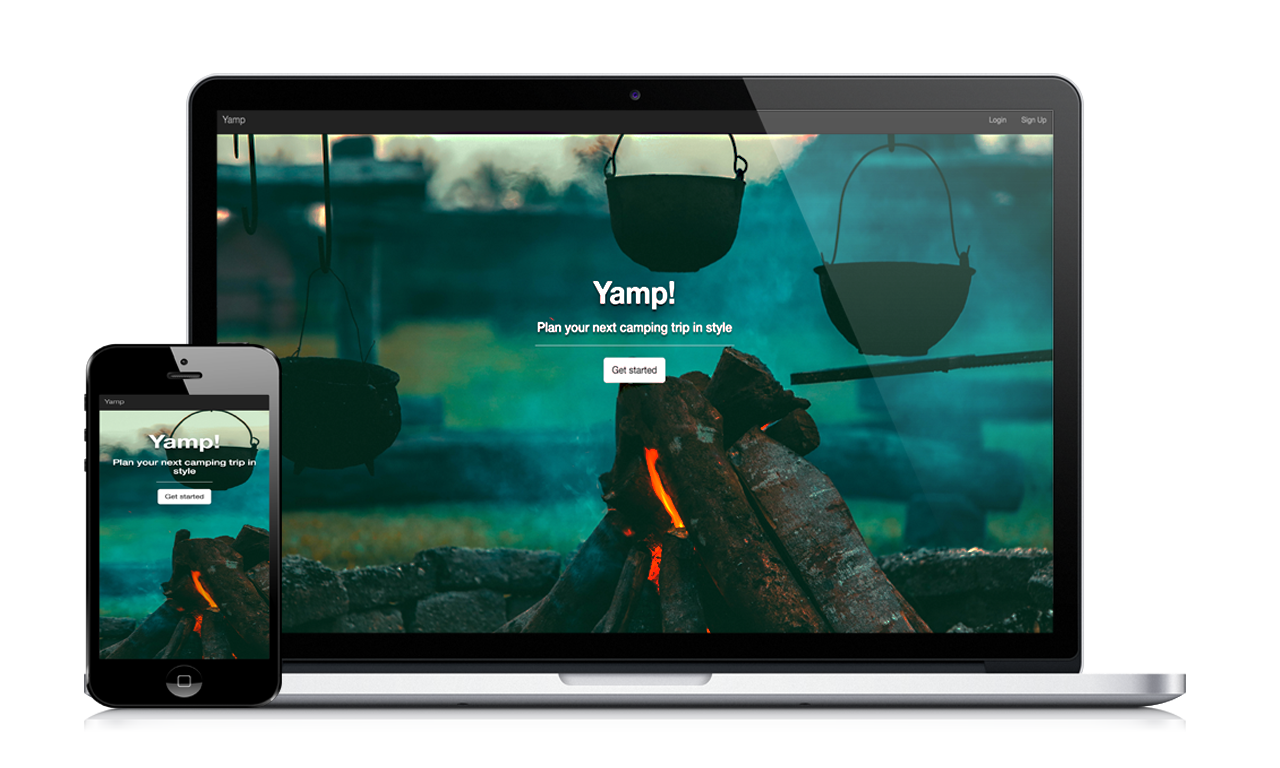 Yamp
Login
Sign Up
Yamp!
Plan your next camping trip in style
Get started
Yamp
Yamp!
Plan your next camping trip in
style
Get started